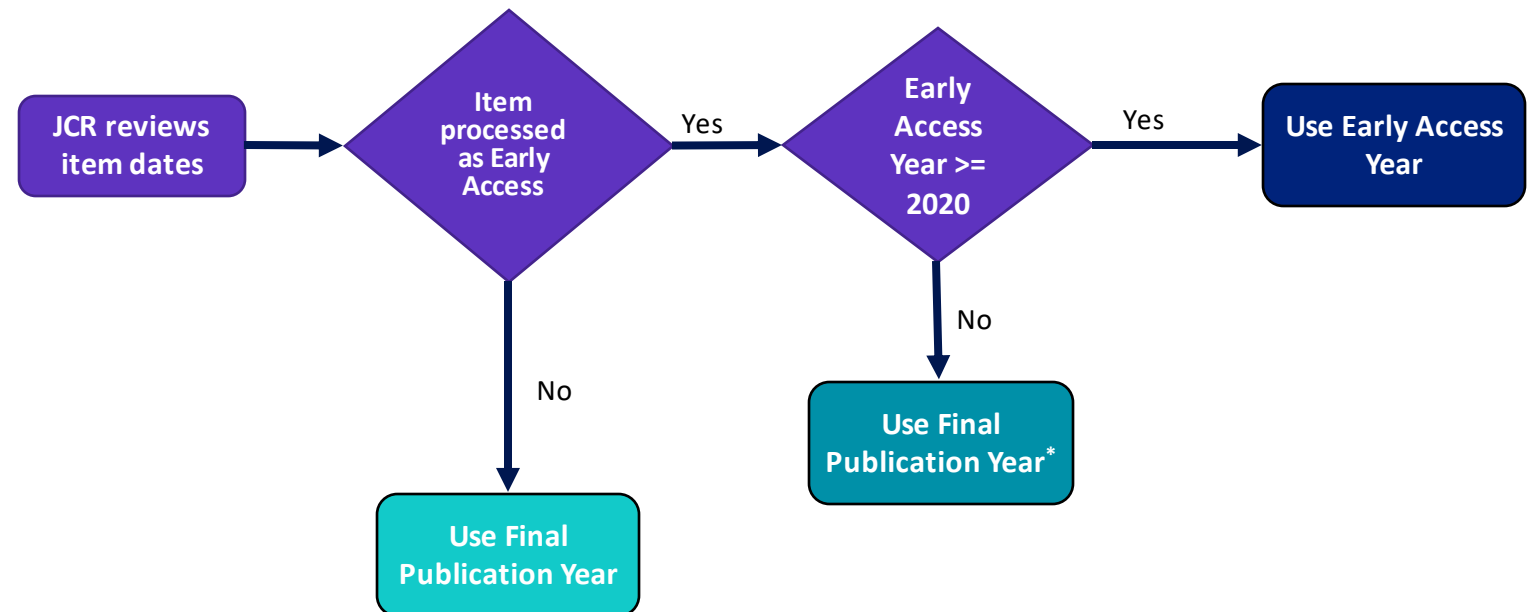 JCR reviews
item dates
Item
processed
as Early
Access
Yes
Early
Access
Year >=
2020
Yes
Use Early Access
Year
No
Use Final
Publication Year*
No
Use Final
Publication Year